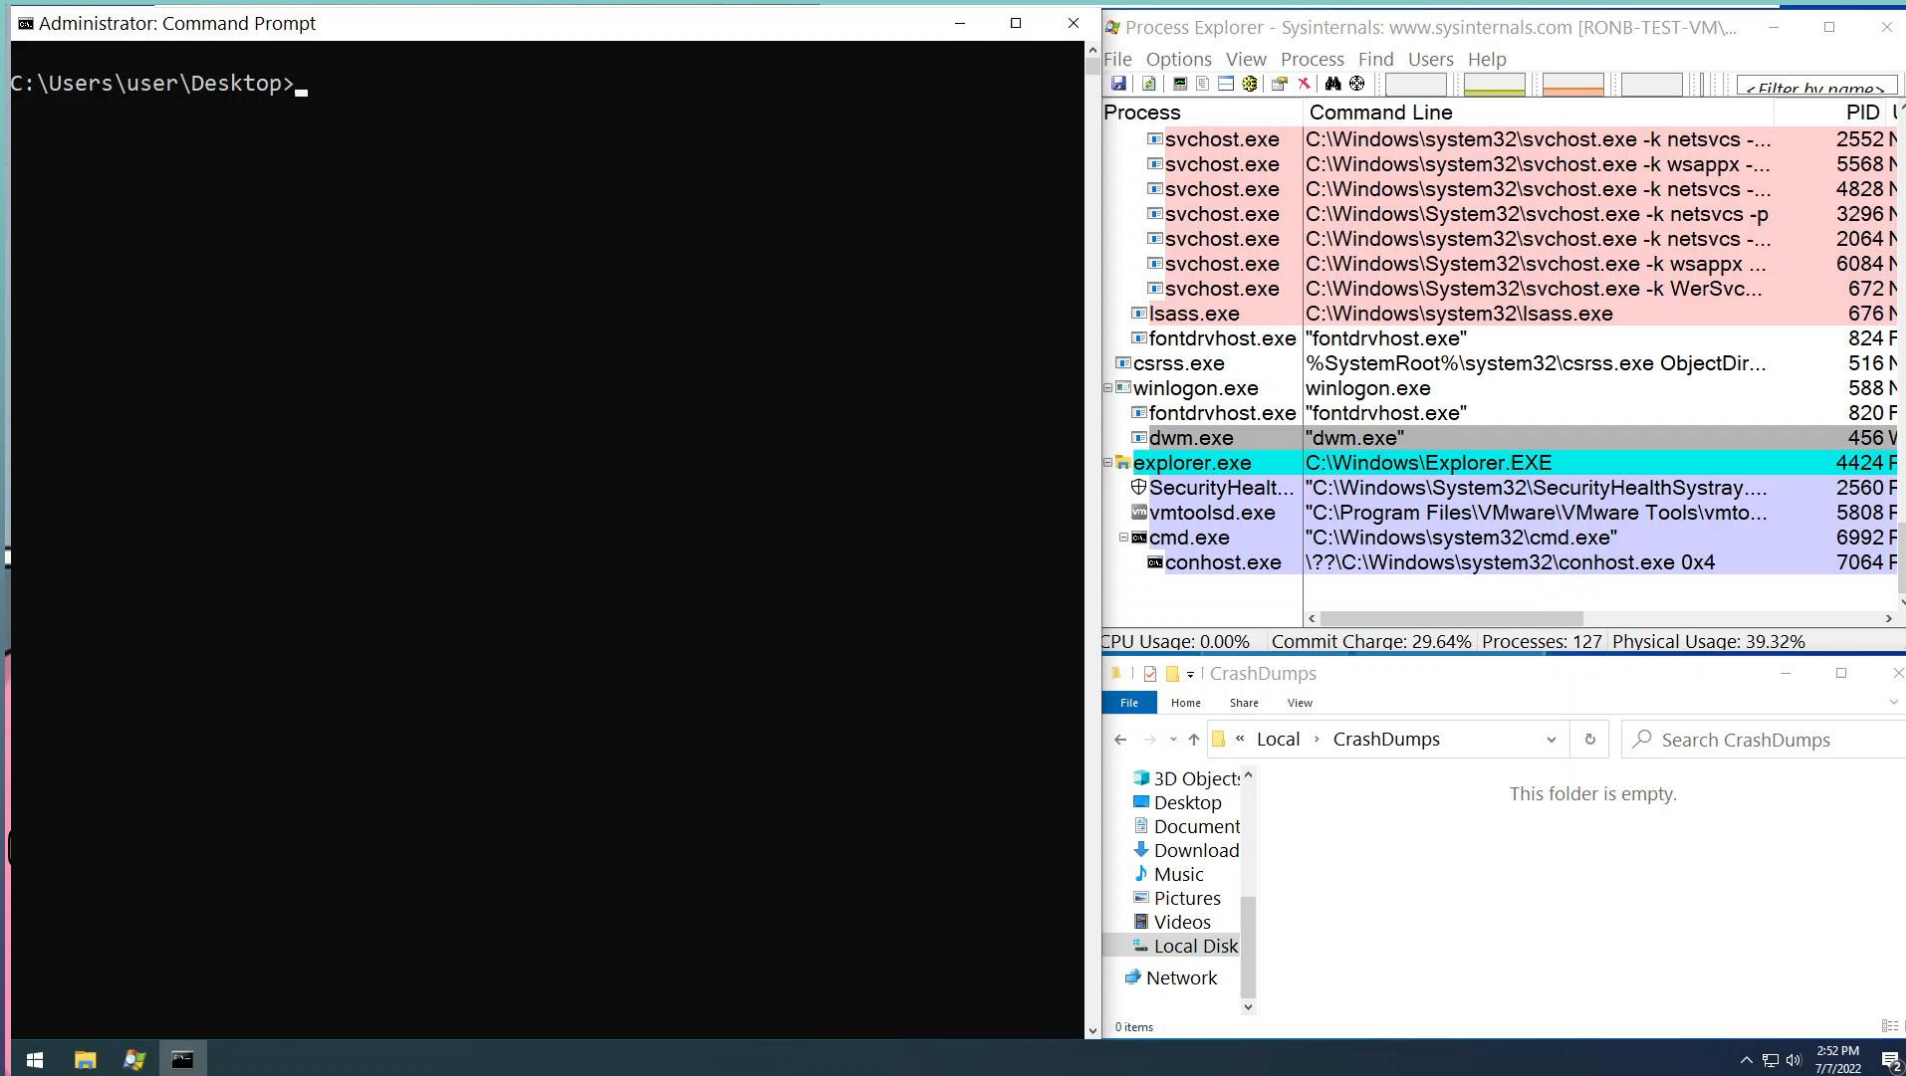 Administrator: Command Prompt
C:\Users\user\Desktop>
Process Explorer - Sysinternals: www.sysinternals.com [RONB-TEST-VM\...
File Options View Process Find Users Help
<Filter by name>
Process Command Line PID
svchost.exe C:\Windows\system32\svchost.exe -k netsvcs -... 2552 N
svchost.exe C:\Windows\system32\svchost.exe -k wsappx -... 5568 N
svchost.exe C:\Windows\system32\svchost.exe -k netsvcs -... 4828 N
svchost.exe C:\Windows\System32\svchost.exe -k netsvcs -p 3296 N
svchost.exe C:\Windows\system32\svchost.exe -k netsvcs -... 2064 N
svchost.exe C:\Windows\System32\svchost.exe -k wsappx ... 6084 N
svchost.exe C:\Windows\System32\svchost.exe -k WerSvc... 672 N
lsass.exe C:\Windows\system32\lsass.exe 676 N
fontdrvhost.exe "fontdrvhost.exe" 824 F
csrss.exe %SystemRoot%\system32\csrss.exe ObjectDir... 516 N
winlogon.exe winlogon.exe 588 N
fontdrvhost.exe "fontdrvhost.exe" 820 F
dwm.exe "dwm.exe" 456 W
explorer.exe C:\Windows\Explorer.EXE 4424 F
SecurityHealt... "C:\Windows\System32\SecurityHealthSystray.... 2560 F
vmtoolsd.exe "C:\Program Files\VMware\VMware Tools\vmto... 5808 F
cmd.exe "C:\Windows\system32\cmd.exe" 6992 F
conhost.exe \??\C:\Windows\system32\conhost.exe 0x4 7064 F
CPU Usage: 0.00% Commit Charge: 29.64% Processes: 127 Physical Usage: 39.32%
CrashDumps
File Home Share View
« Local › CrashDumps
Search CrashDumps
3D Objects
Desktop
Document
Download
Music
Pictures
Videos
Local Disk
Network
This folder is empty.
0 items
2:52 PM
7/7/2022
2